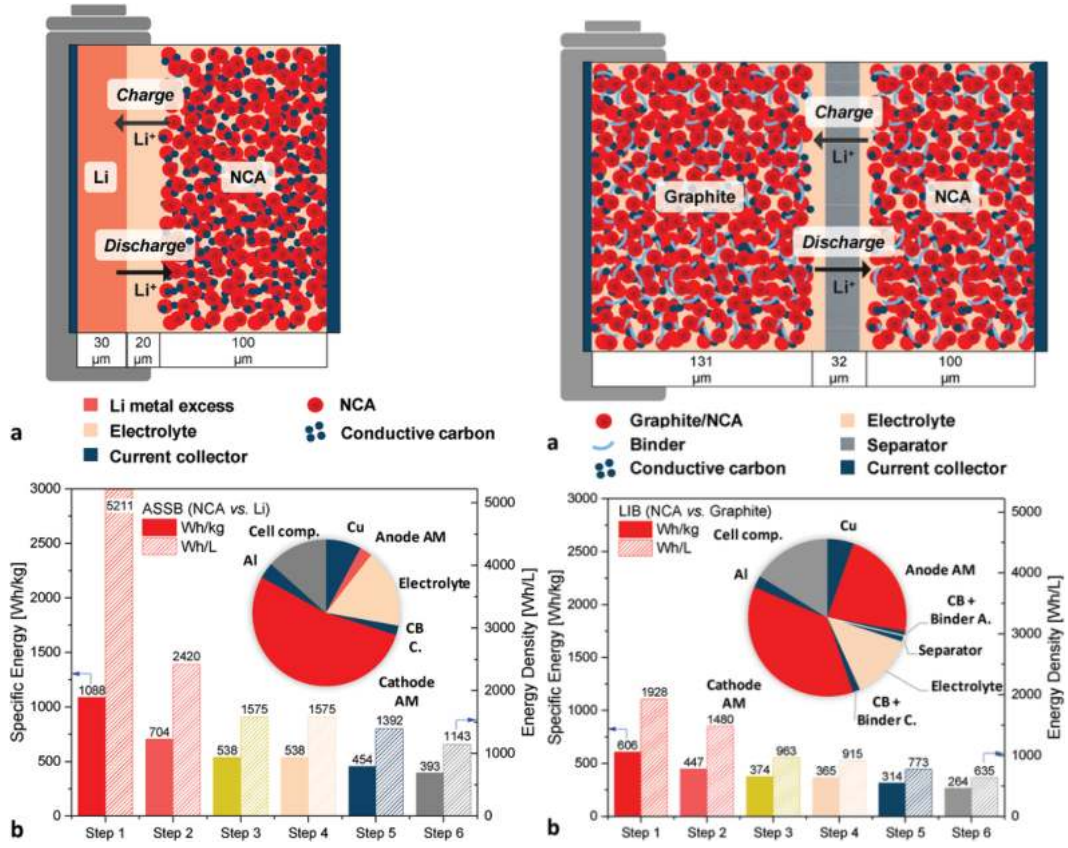 Charge
Li⁺
Li
NCA
Discharge
Li⁺
30 µm
20 µm
100 µm
Li metal excess
NCA
Electrolyte
Conductive carbon
Current collector
a
Charge
Li⁺
Graphite
NCA
Discharge
Li⁺
131 µm
32 µm
100 µm
Graphite/NCA
Electrolyte
Binder
Separator
Conductive carbon
Current collector
a
ASSB (NCA vs. Li)
Wh/kg
Wh/L
Specific Energy [Wh/kg]
3000
2500
2000
1500
1000
500
0
Energy Density [Wh/L]
5000
4000
3000
2000
1000
0
Cell comp.
Cu
Anode AM
Al
Electrolyte
CB C.
Cathode AM
1088
5211
704
2420
538
1575
538
1575
454
1392
393
1143
Step 1
Step 2
Step 3
Step 4
Step 5
Step 6
b
LIB (NCA vs. Graphite)
Wh/kg
Wh/L
Specific Energy [Wh/kg]
3000
2500
2000
1500
1000
500
0
Energy Density [Wh/L]
5000
4000
3000
2000
1000
0
Cell comp.
Cu
Al
Anode AM
CB +
Binder A.
Separator
Electrolyte
CB +
Binder C.
Cathode
AM
606
1928
447
1480
374
963
365
915
314
773
264
635
Step 1
Step 2
Step 3
Step 4
Step 5
Step 6
b